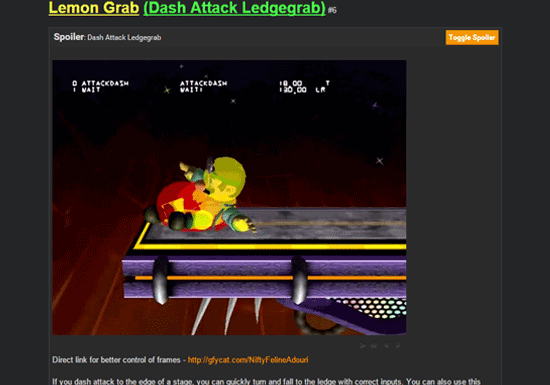 Lemon Grab (Dash Attack Ledgegrab) #6
Spoiler: Dash Attack Ledgegrab
Toggle Spoiler
0 ATTACKDASH ATTACKDASH 18.00 T
1 WAIT WAIT1 130.00 LR
Direct link for better control of frames - http://gfycat.com/NiftyFelineAdouri
If you dash attack to the edge of a stage, you can quickly turn and fall to the ledge with correct inputs. You can also use this